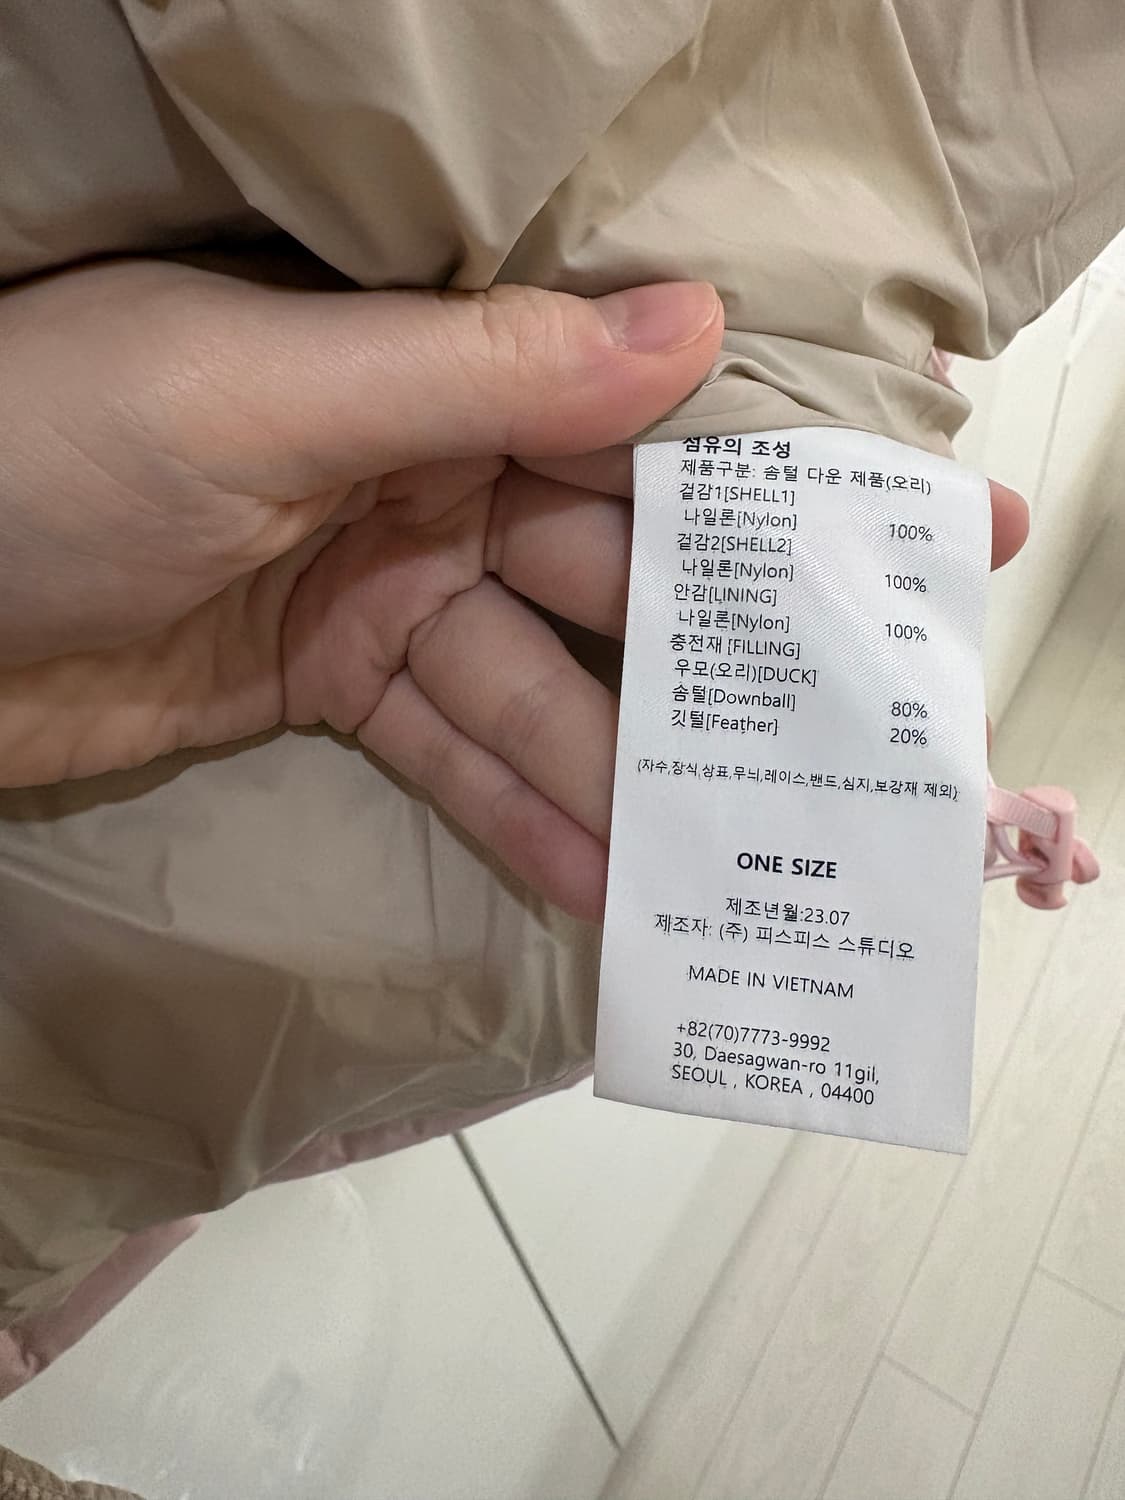 섬유의 조성
제품구분: 솜털 다운 제품(오리)
겉감1[SHELL1]
나일론[Nylon] 100%
겉감2[SHELL2]
나일론[Nylon] 100%
안감[LINING]
나일론[Nylon] 100%
충전재 [FILLING]
우모(오리)[DUCK]
솜털[Downball] 80%
깃털[Feather] 20%
(자수,장식,상표,무늬,레이스,밴드,심지,보강재 제외)
ONE SIZE
제조년월:23.07
제조자: (주) 피스피스 스튜디오
MADE IN VIETNAM
+82(70)7773-9992
30, Daesagwan-ro 11gil,
SEOUL , KOREA , 04400